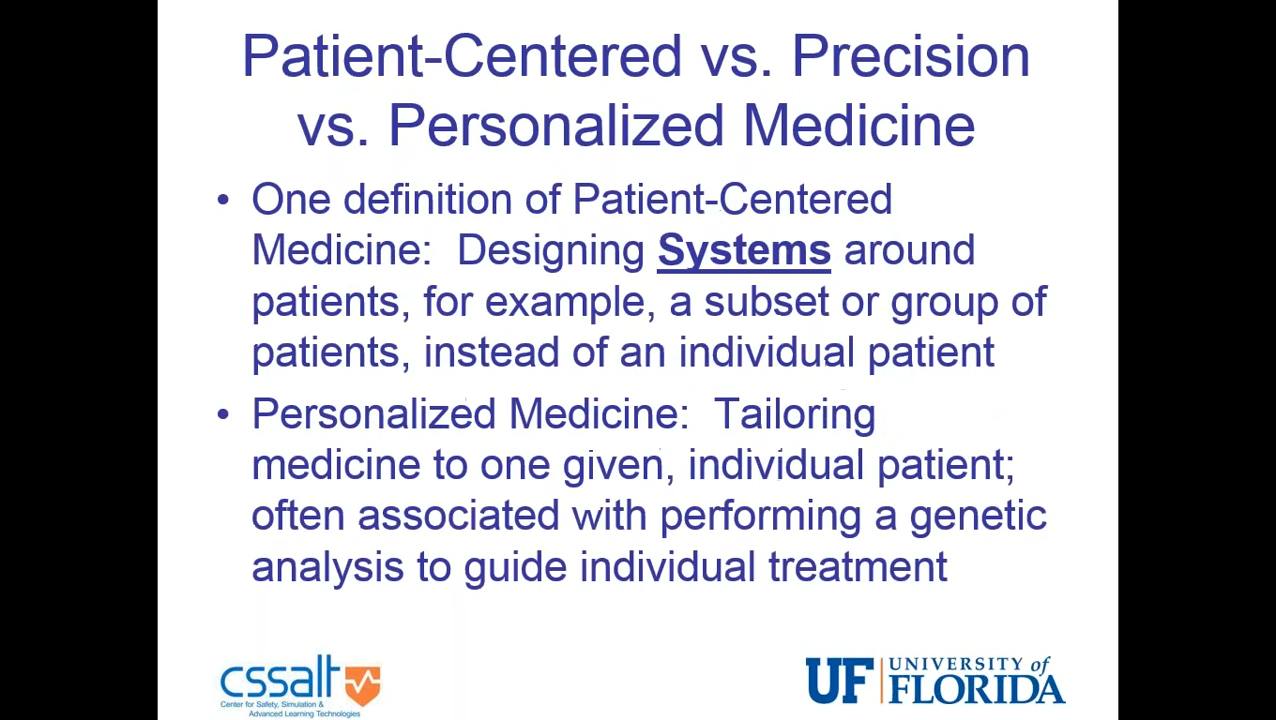 Patient-Centered vs. Precision
vs. Personalized Medicine
• One definition of Patient-Centered
Medicine: Designing Systems around
patients, for example, a subset or group of
patients, instead of an individual patient
• Personalized Medicine: Tailoring
medicine to one given, individual patient;
often associated with performing a genetic
analysis to guide individual treatment
cssalt
Center for Safety, Simulation &
Advanced Learning Technologies
UF UNIVERSITY of
FLORIDA